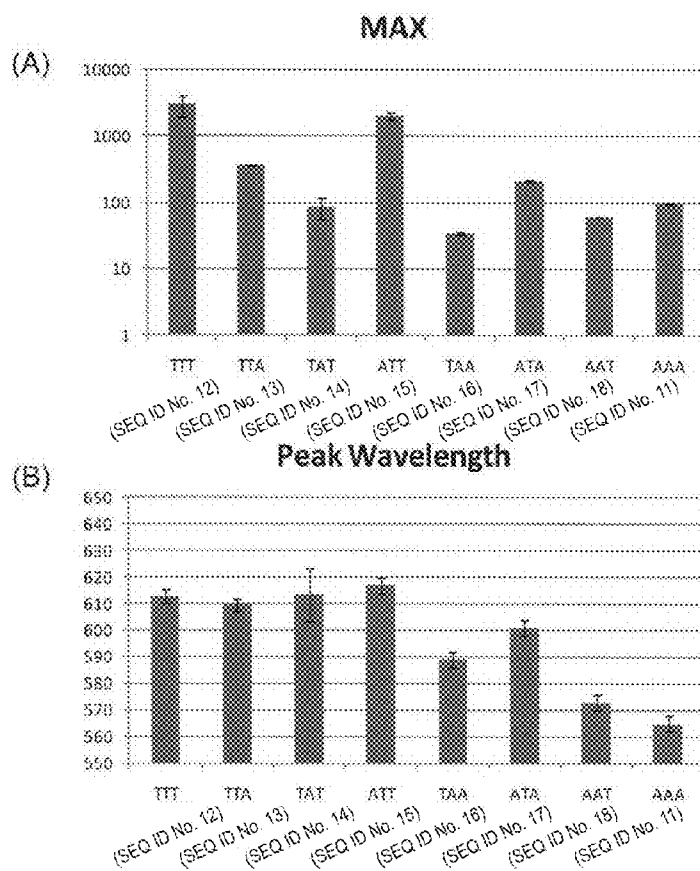 MAX
(A)
10000
1000
100
10
1
TTT TTA TAT ATT TAA ATA AAT AAA
(SEQ ID No. 12) (SEQ ID No. 13) (SEQ ID No. 14) (SEQ ID No. 15) (SEQ ID No. 16) (SEQ ID No. 17) (SEQ ID No. 18) (SEQ ID No. 11)
Peak Wavelength
(B)
650
640
630
620
610
600
590
580
570
560
550
TTT TTA TAT ATT TAA ATA AAT AAA
(SEQ ID No. 12) (SEQ ID No. 13) (SEQ ID No. 14) (SEQ ID No. 15) (SEQ ID No. 16) (SEQ ID No. 17) (SEQ ID No. 18) (SEQ ID No. 11)